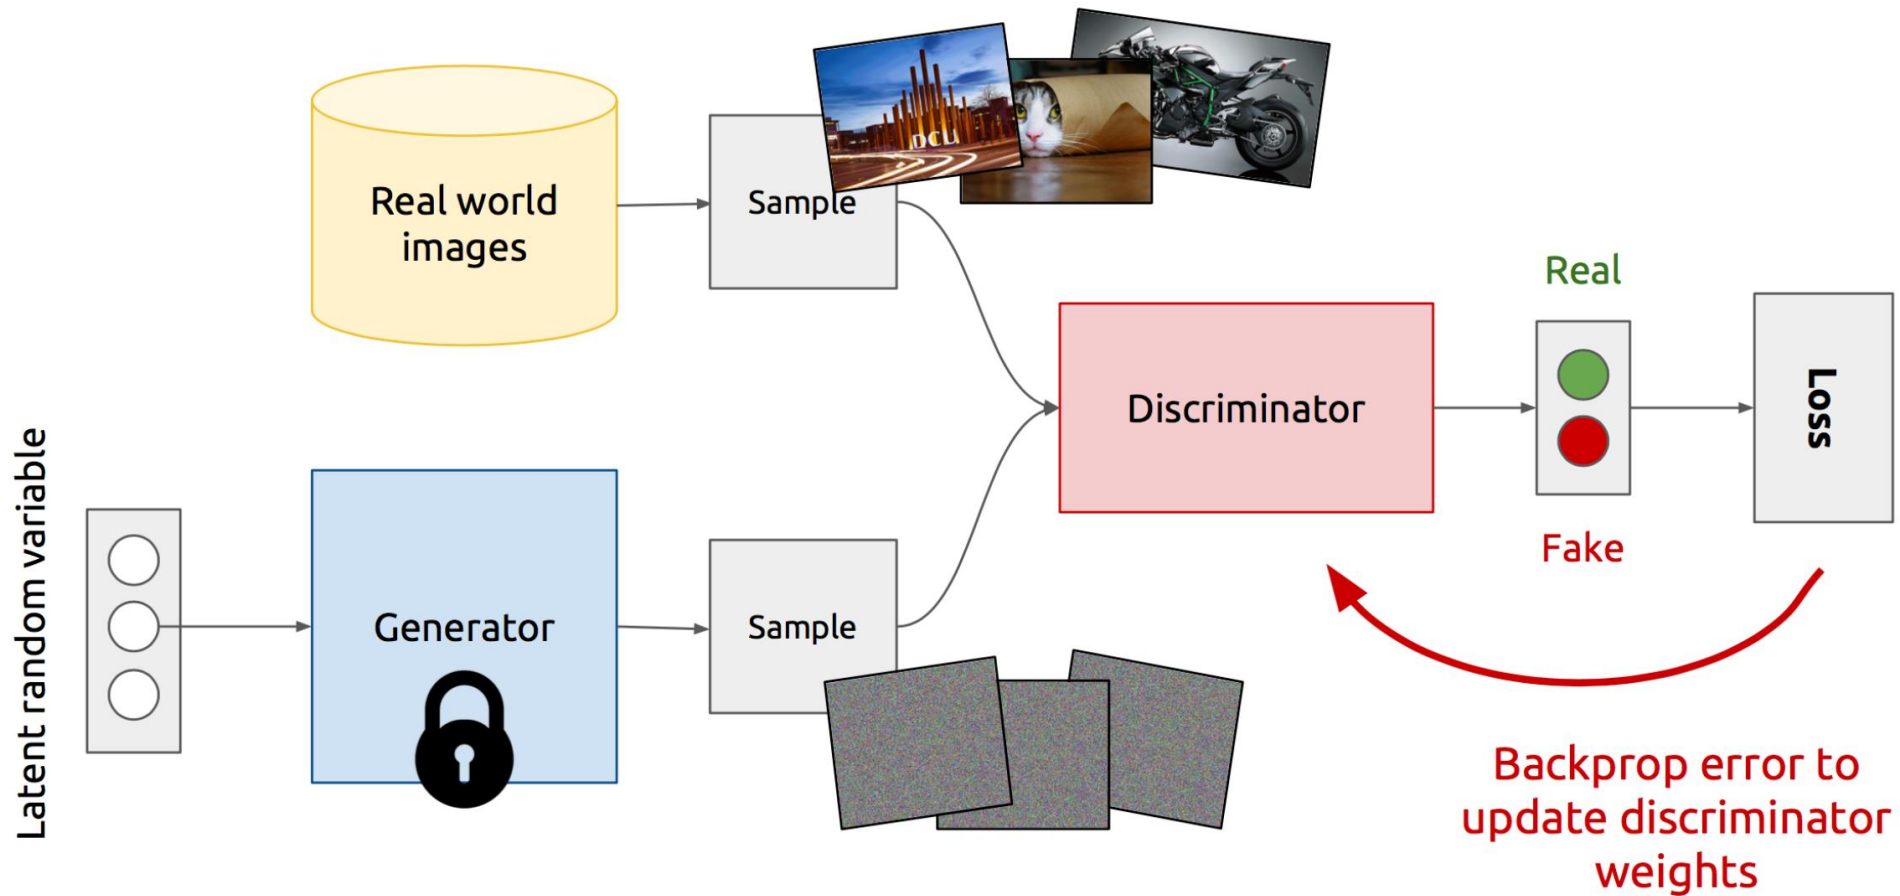 Real world
images
Sample
DCU
Real
Discriminator
Loss
Fake
Latent random variable
Generator
Sample
Backprop error to
update discriminator
weights